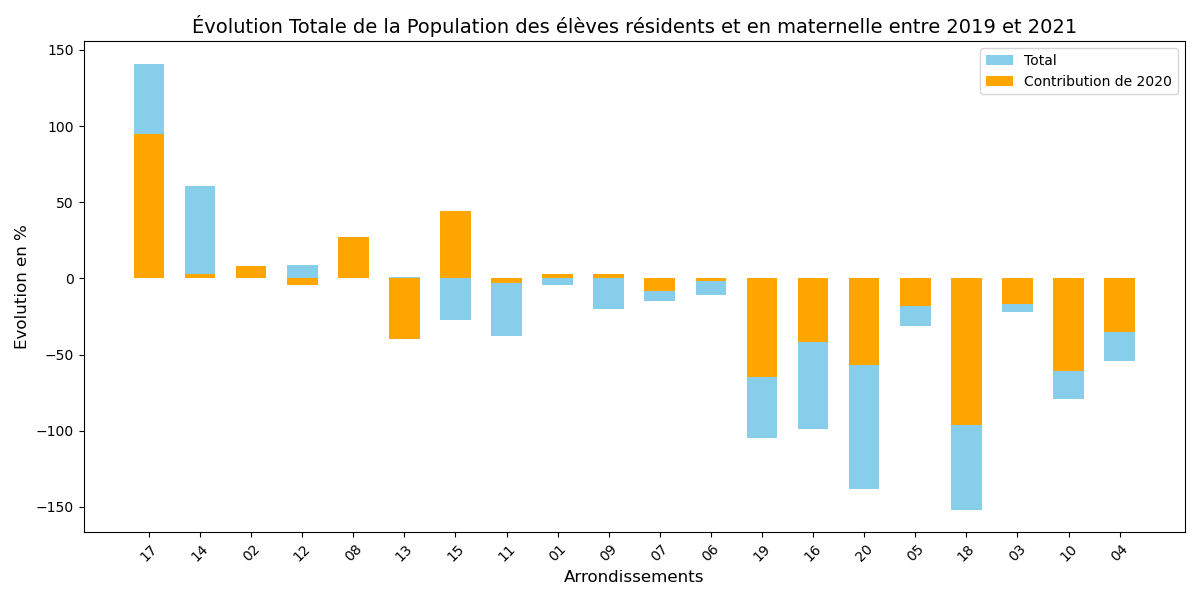 Évolution Totale de la Population des élèves résidents et en maternelle entre 2019 et 2021
Total
Contribution de 2020
Evolution en %
150
100
50
0
−50
−100
−150
17 14 02 12 08 13 15 11 01 09 07 06 19 16 20 05 18 03 10 04
Arrondissements